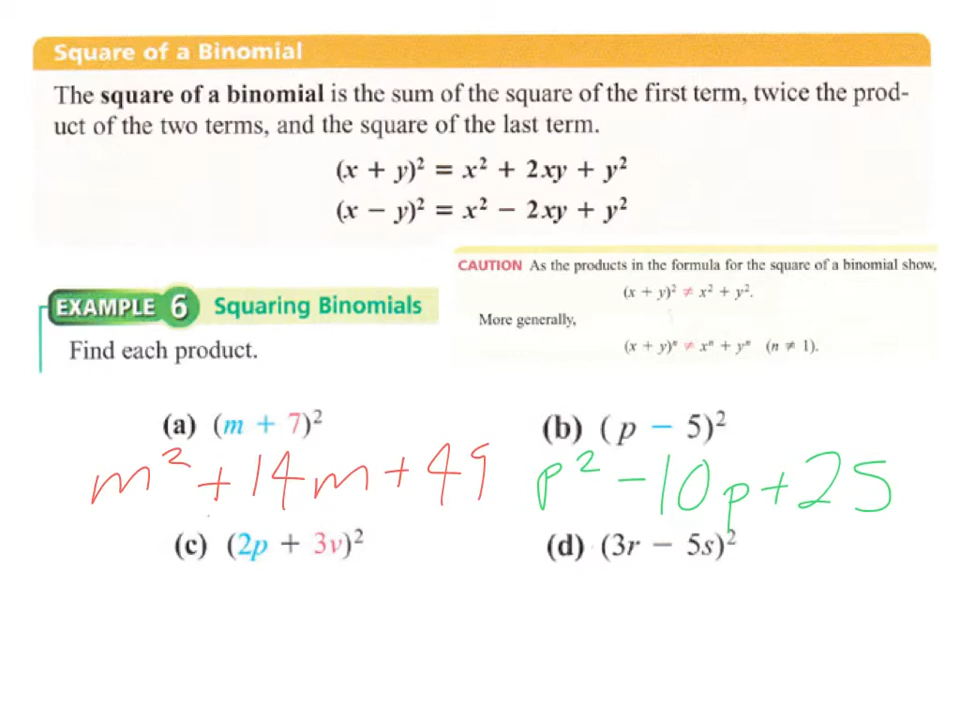 Square of a Binomial
The square of a binomial is the sum of the square of the first term, twice the prod-
uct of the two terms, and the square of the last term.
(x + y)² = x² + 2xy + y²
(x − y)² = x² − 2xy + y²
CAUTION As the products in the formula for the square of a binomial show,
(x + y)² ≠ x² + y².
More generally,
(x + y)ⁿ ≠ xⁿ + yⁿ (n ≠ 1).
EXAMPLE 6 Squaring Binomials
Find each product.
(a) (m + 7)²
m² + 14m + 49
(b) (p − 5)²
p² − 10p + 25
(c) (2p + 3v)²
(d) (3r − 5s)²